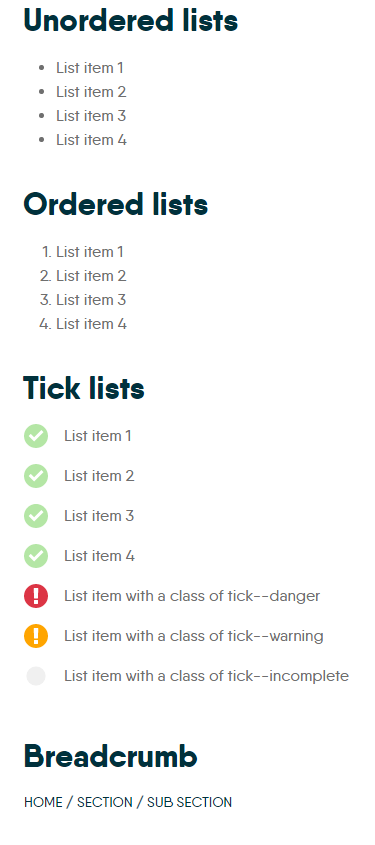 Unordered lists
• List item 1
• List item 2
• List item 3
• List item 4
Ordered lists
1. List item 1
2. List item 2
3. List item 3
4. List item 4
Tick lists
List item 1
List item 2
List item 3
List item 4
List item with a class of tick--danger
List item with a class of tick--warning
List item with a class of tick--incomplete
Breadcrumb
HOME / SECTION / SUB SECTION